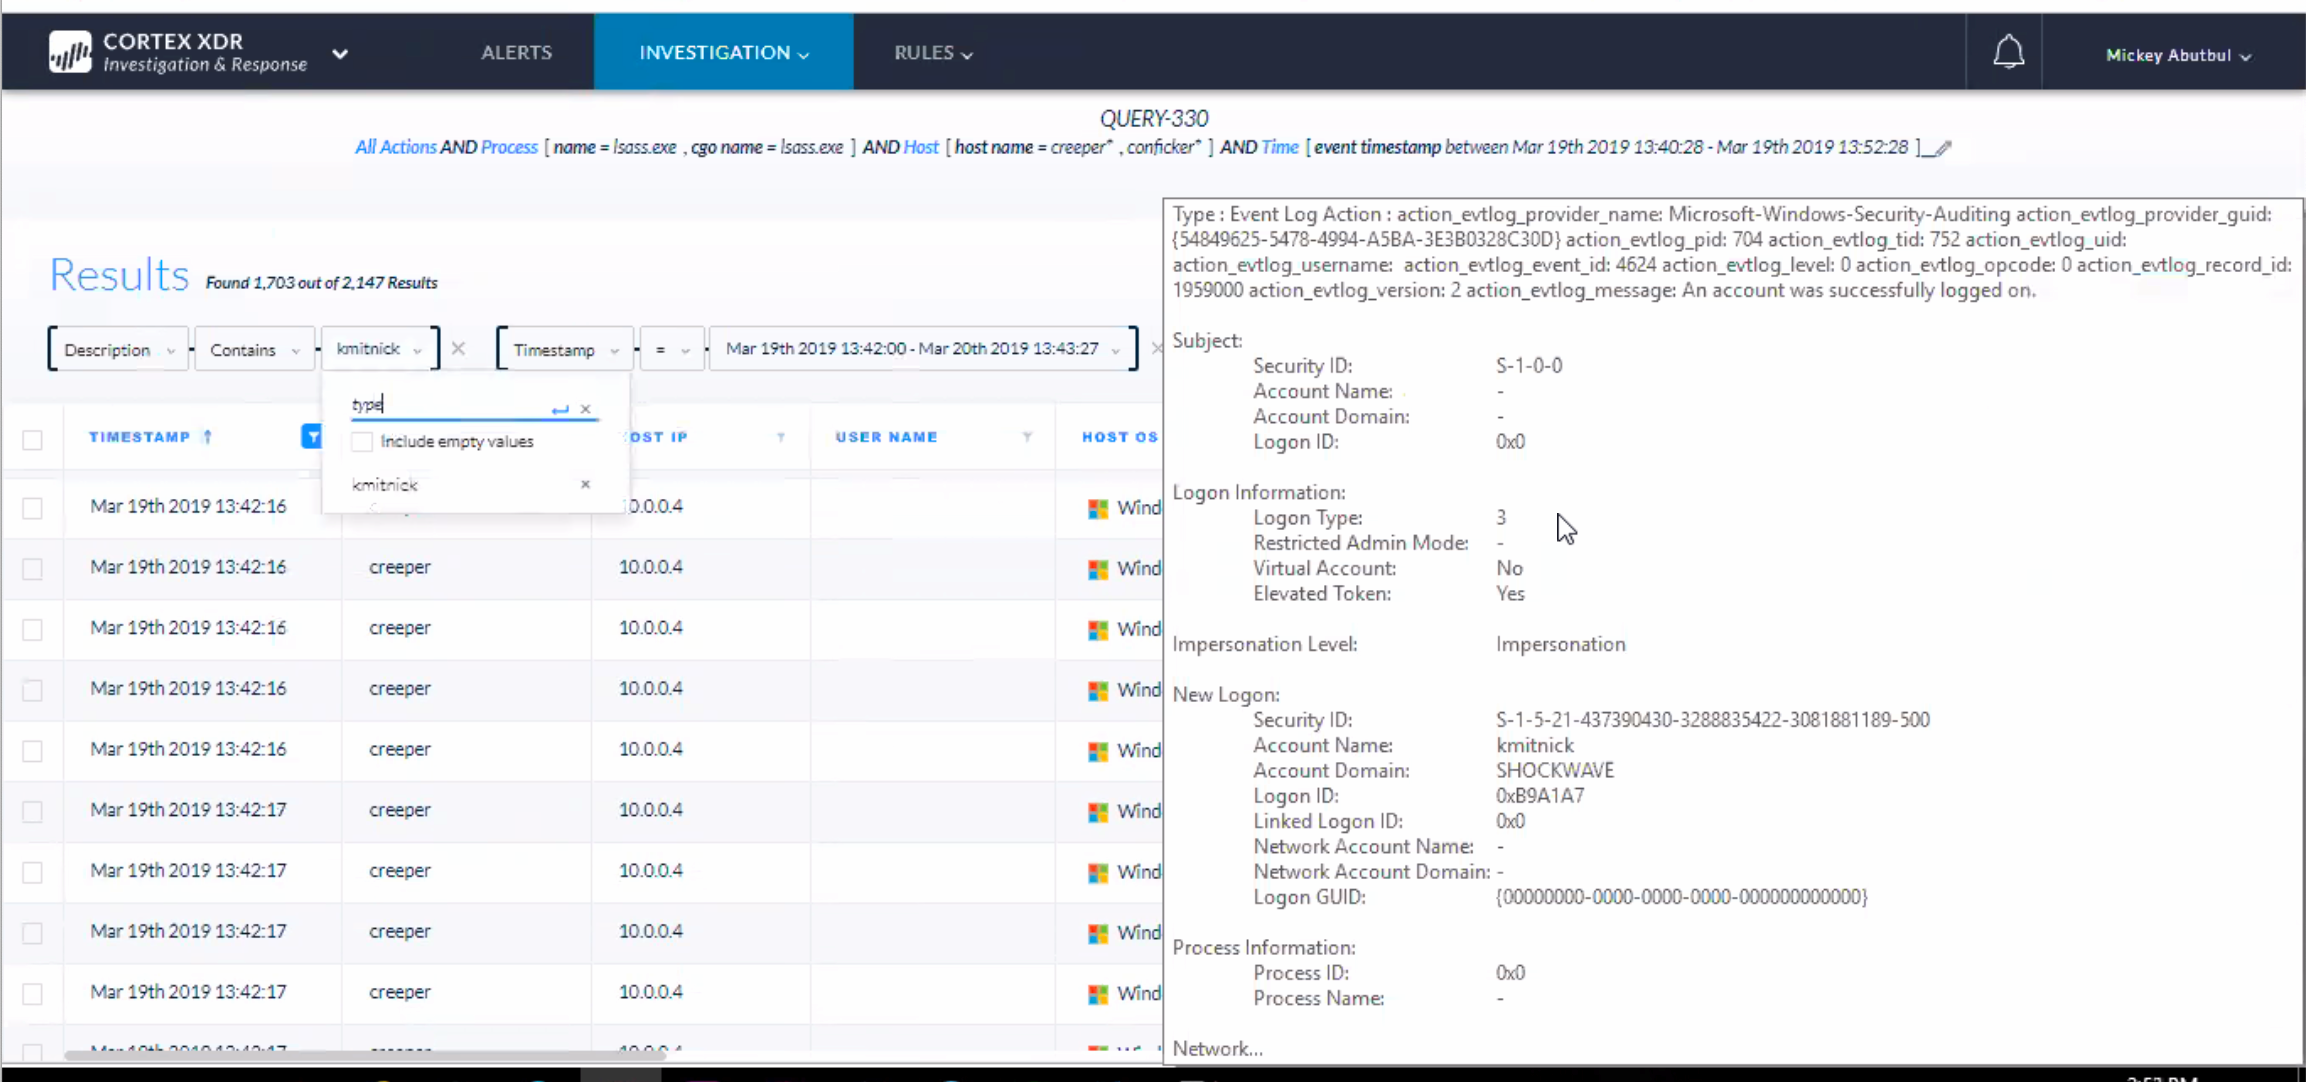 CORTEX XDR
Investigation & Response
ALERTS
INVESTIGATION
RULES
Mickey Abutbul
QUERY-330
All Actions AND Process [ name = lsass.exe , cgo name = lsass.exe ] AND Host [ host name = creeper* , conficker* ] AND Time [ event timestamp between Mar 19th 2019 13:40:28 - Mar 19th 2019 13:52:28 ]
Results Found 1,703 out of 2,147 Results
Description Contains kmitnick Timestamp = Mar 19th 2019 13:42:00 - Mar 20th 2019 13:43:27
type
Include empty values
kmitnick
TIMESTAMP OST IP USER NAME HOST OS
Mar 19th 2019 13:42:16 0.0.0.4 Wind
Mar 19th 2019 13:42:16 creeper 10.0.0.4 Wind
Mar 19th 2019 13:42:16 creeper 10.0.0.4 Wind
Mar 19th 2019 13:42:16 creeper 10.0.0.4 Wind
Mar 19th 2019 13:42:16 creeper 10.0.0.4 Wind
Mar 19th 2019 13:42:17 creeper 10.0.0.4 Wind
Mar 19th 2019 13:42:17 creeper 10.0.0.4 Wind
Mar 19th 2019 13:42:17 creeper 10.0.0.4 Wind
Mar 19th 2019 13:42:17 creeper 10.0.0.4 Wind
Type : Event Log Action : action_evtlog_provider_name: Microsoft-Windows-Security-Auditing action_evtlog_provider_guid:
{54849625-5478-4994-A5BA-3E3B0328C30D} action_evtlog_pid: 704 action_evtlog_tid: 752 action_evtlog_uid:
action_evtlog_username: action_evtlog_event_id: 4624 action_evtlog_level: 0 action_evtlog_opcode: 0 action_evtlog_record_id:
1959000 action_evtlog_version: 2 action_evtlog_message: An account was successfully logged on.
Subject:
Security ID: S-1-0-0
Account Name: -
Account Domain: -
Logon ID: 0x0
Logon Information:
Logon Type: 3
Restricted Admin Mode: -
Virtual Account: No
Elevated Token: Yes
Impersonation Level: Impersonation
New Logon:
Security ID: S-1-5-21-437390430-3288835422-3081881189-500
Account Name: kmitnick
Account Domain: SHOCKWAVE
Logon ID: 0xB9A1A7
Linked Logon ID: 0x0
Network Account Name: -
Network Account Domain: -
Logon GUID: {00000000-0000-0000-0000-000000000000}
Process Information:
Process ID: 0x0
Process Name: -
Network...